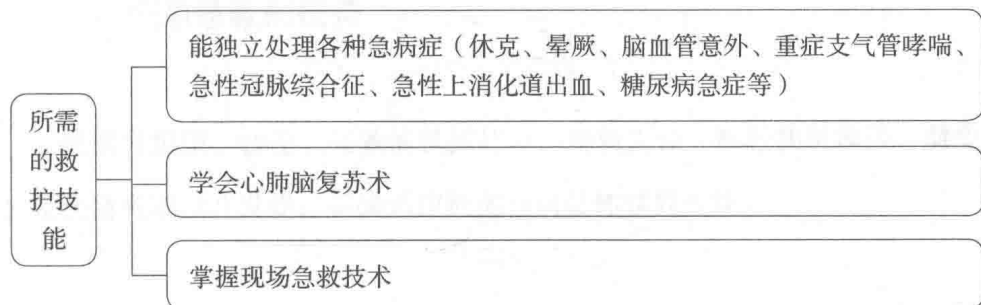 所需
的救
护技
能
能独立处理各种急病症（休克、晕厥、脑血管意外、重症支气管哮喘、
急性冠脉综合征、急性上消化道出血、糖尿病急症等）
学会心肺脑复苏术
掌握现场急救技术